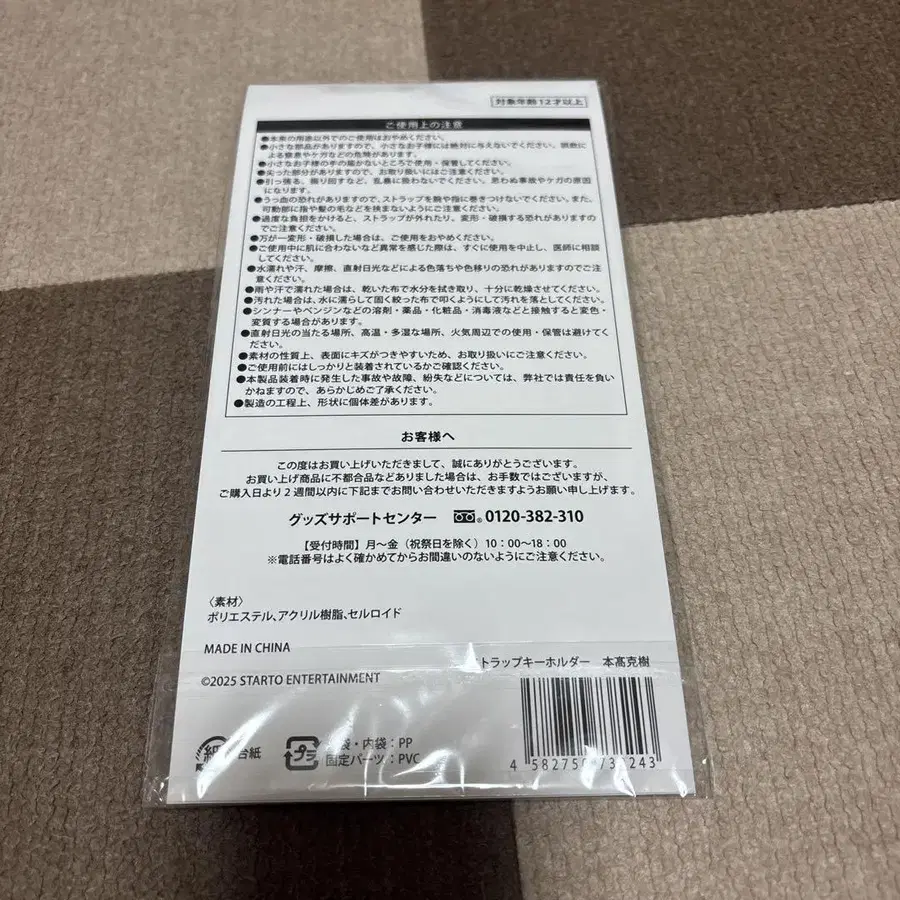 対象年齢12才以上
ご使用上の注意
●本来の用途以外でのご使用はおやめください。
●小さな部品がありますので、小さなお子様には絶対に与えないでください。誤飲に
よる窒息やケガなどの危険があります。
●小さなお子様の手の届かないところで使用・保管してください。
●尖った部分がありますので、お取り扱いにはご注意ください。
●引っ張る、振り回すなど、乱暴に扱わないでください。思わぬ事故やケガの原因
になります。
●うっ血の恐れがありますので、ストラップを腕や指に巻きつけないでください。また、
可動部に指や髪の毛などを挟まないようにご注意ください。
●過度な負担をかけると、ストラップが外れたり、変形・破損する恐れがありますの
でご注意ください。
●万が一変形・破損した場合は、ご使用をおやめください。
●ご使用中に肌に合わないなど異常を感じた際は、すぐに使用を中止し、医師に相談
してください。
●水濡れや汗、摩擦、直射日光などによる色落ちや色移りの恐れがありますのでご注
意ください。
●雨や汗で濡れた場合は、乾いた布で水分を拭き取り、十分に乾燥させてください。
●汚れた場合は、水に濡らして固く絞った布で叩くようにして汚れを落としてください。
●シンナーやベンジンなどの溶剤・薬品・化粧品・消毒液などと接触すると変色・
変質する場合があります。
●直射日光の当たる場所、高温・多湿な場所、火気周辺での使用・保管は避けてく
ださい。
●素材の性質上、表面にキズがつきやすいため、お取り扱いにご注意ください。
●ご使用前にはしっかりと装着されているかご確認ください。
●本製品装着時に発生した事故や故障、紛失などについては、弊社では責任を負い
かねますので、あらかじめご了承ください。
●製造の工程上、形状に個体差があります。
お客様へ
この度はお買い上げいただきまして、誠にありがとうございます。
お買い上げ商品に不都合品などありました場合は、お手数ではございますが、
ご購入日より2週間以内に下記までお問い合わせいただきますようお願い申し上げます。
グッズサポートセンター 0120-382-310
【受付時間】月〜金（祝祭日を除く）10：00〜18：00
※電話番号はよく確かめてからお間違いのないようにご注意ください。
〈素材〉
ポリエステル、アクリル樹脂、セルロイド
MADE IN CHINA
トラップキーホルダー 本髙克樹
©2025 STARTO ENTERTAINMENT
紙 台紙
プラ 袋・内袋：PP
固定パーツ：PVC